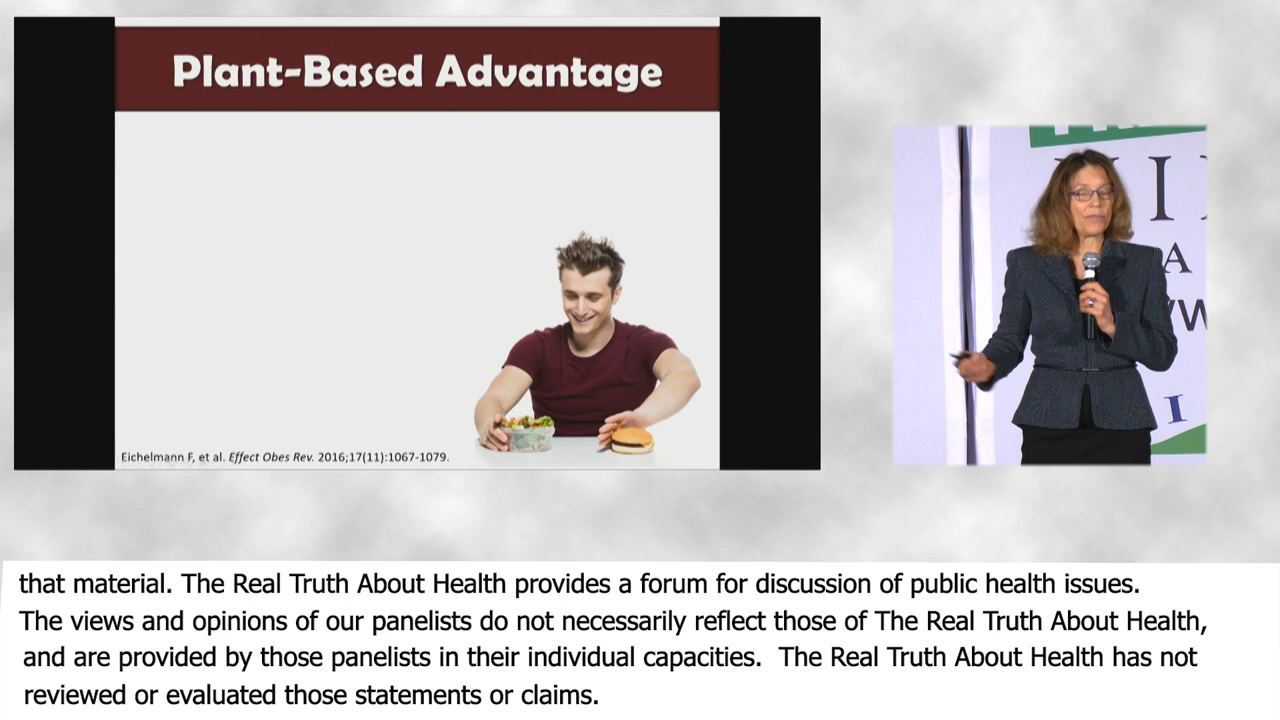 Plant-Based Advantage
Eichelmann F, et al. Effect Obes Rev. 2016;17(11):1067-1079.
I
A
W
I
that material. The Real Truth About Health provides a forum for discussion of public health issues.
The views and opinions of our panelists do not necessarily reflect those of The Real Truth About Health,
and are provided by those panelists in their individual capacities. The Real Truth About Health has not
reviewed or evaluated those statements or claims.